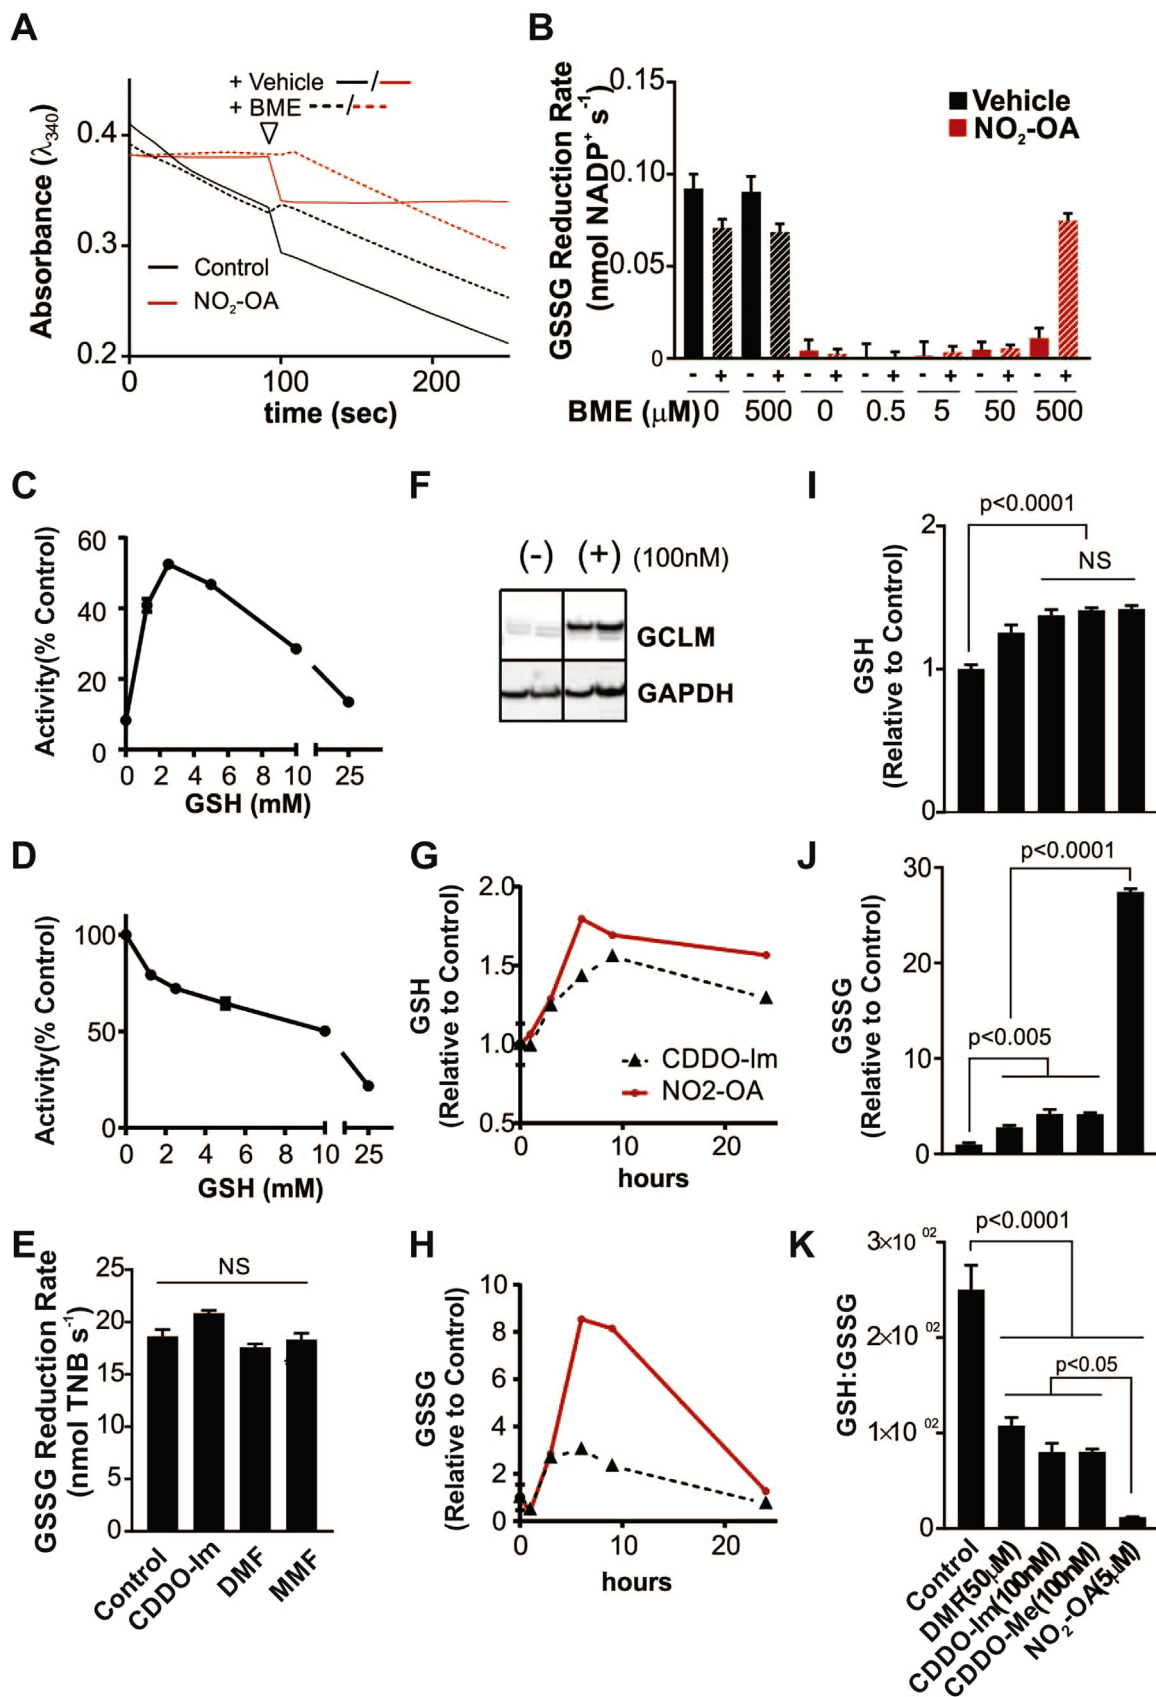 A
+ Vehicle — / —
+ BME ---- / ----
Absorbance (λ340)
0.4
0.3
0.2
Control
NO2-OA
0 100 200
time (sec)
B
GSSG Reduction Rate
(nmol NADP+ s-1)
0.15
0.10
0.05
0
Vehicle
NO2-OA
- + - + - + - + - + - + - +
BME (μM) 0 500 0 0.5 5 50 500
C
Activity(% Control)
60
40
20
0
0 2 4 6 8 10 25
GSH (mM)
F
(-) (+) (100nM)
GCLM
GAPDH
I
GSH
(Relative to Control)
p<0.0001
NS
2
1
0
D
Activity(% Control)
100
50
0
0 2 4 6 8 10 25
GSH (mM)
G
GSH
(Relative to Control)
2.0
1.5
1.0
0.5
CDDO-Im
NO2-OA
0 10 20
hours
J
GSSG
(Relative to Control)
p<0.0001
p<0.005
30
20
10
0
E
GSSG Reduction Rate
(nmol TNB s-1)
NS
25
20
15
10
5
0
Control
CDDO-Im
DMF
MMF
H
GSSG
(Relative to Control)
10
8
6
4
2
0
0 10 20
hours
K
GSH:GSSG
p<0.0001
p<0.05
3×10 02
2×10 02
1×10 02
0
Control
DMF(50μM)
CDDO-Im(100nM)
CDDO-Me(100nM)
NO2-OA(5μM)